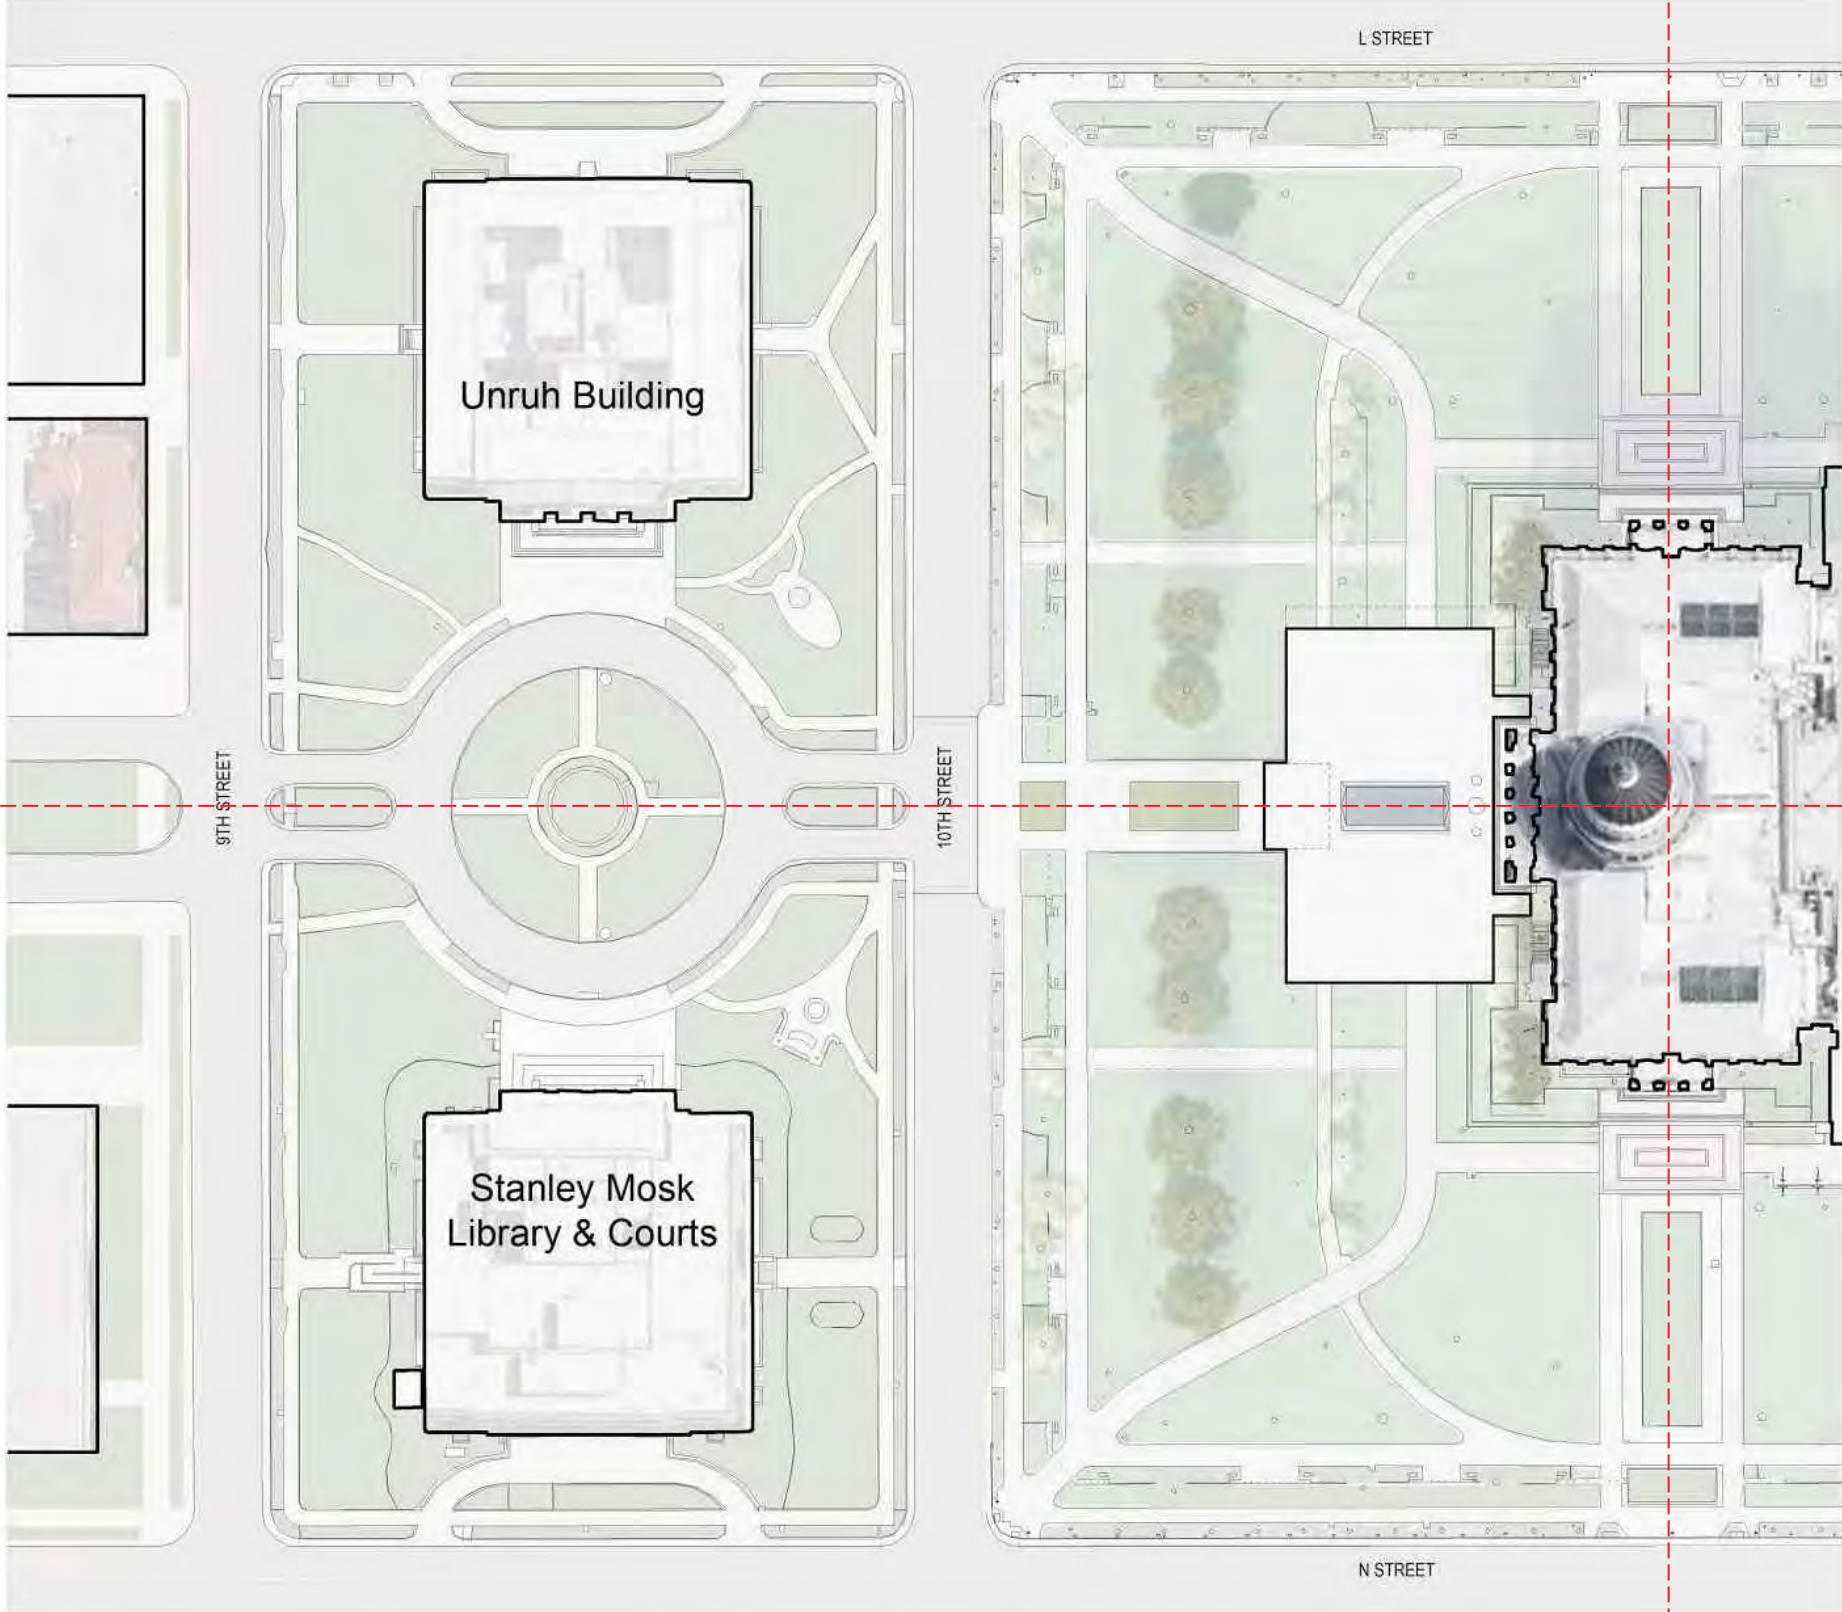 L STREET
Unruh Building
9TH STREET
10TH STREET
Stanley Mosk
Library & Courts
N STREET